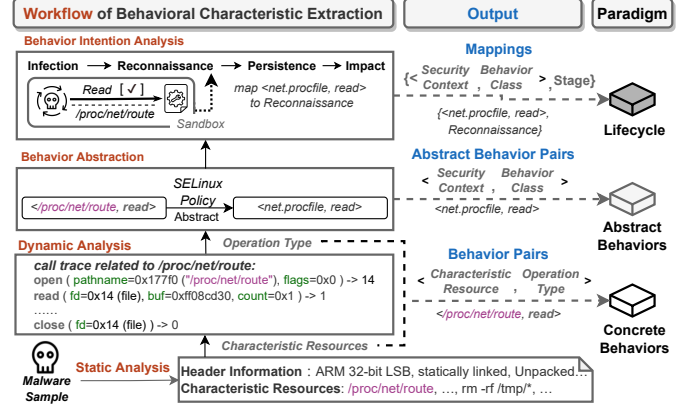 Workflow of Behavioral Characteristic Extraction
Output
Paradigm
Behavior Intention Analysis
Infection Reconnaissance Persistence Impact
Read [ ✓ ]
/proc/net/route
Sandbox
map <net.procfile, read>
to Reconnaissance
Mappings
{< Security Context , Behavior Class > , Stage}
{<net.procfile, read>,
Reconnaissance}
Lifecycle
Behavior Abstraction
</proc/net/route, read>
SELinux
Policy
Abstract
<net.procfile, read>
Abstract Behavior Pairs
< Security Context , Behavior Class >
<net.procfile, read>
Abstract
Behaviors
Dynamic Analysis
Operation Type
call trace related to /proc/net/route:
open ( pathname=0x177f0 ("/proc/net/route"), flags=0x0 ) -> 14
read ( fd=0x14 (file), buf=0xff08cd30, count=0x1 ) -> 1
......
close ( fd=0x14 (file) ) -> 0
Characteristic Resources
Behavior Pairs
< Characteristic Resource , Operation Type >
</proc/net/route, read>
Concrete
Behaviors
Malware
Sample
Static Analysis
Header Information : ARM 32-bit LSB, statically linked, Unpacked...
Characteristic Resources: /proc/net/route, ..., rm -rf /tmp/*, ...